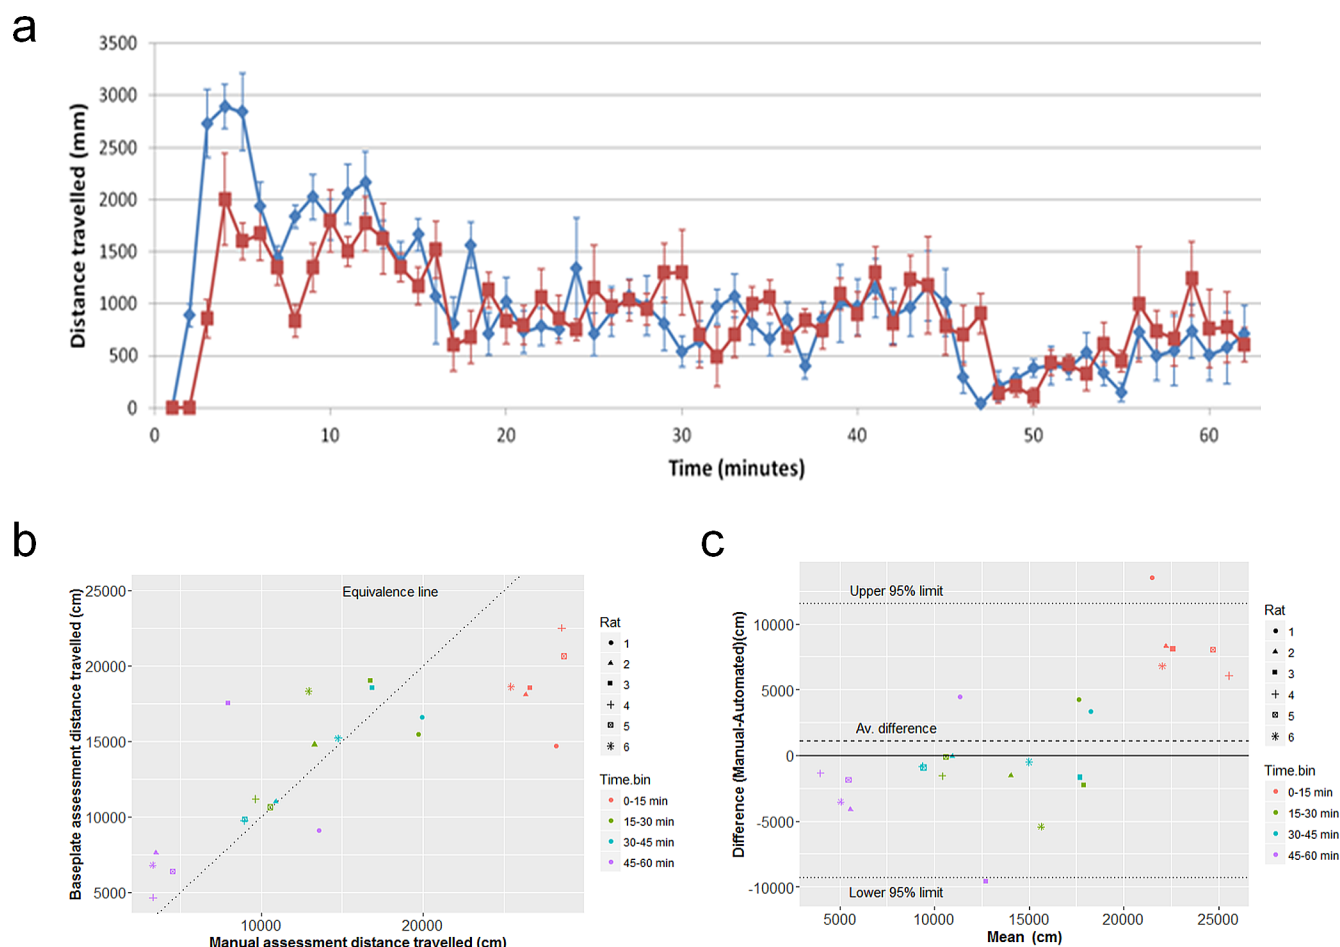 a
3500
3000
2500
2000
1500
1000
500
0
Distance travelled (mm)
0 10 20 30 40 50 60
Time (minutes)
b
25000
20000
15000
10000
5000
Baseplate assessment distance travelled (cm)
Equivalence line
10000 20000
Manual assessment distance travelled (cm)
Rat
1
2
3
4
5
6
Time.bin
0-15 min
15-30 min
30-45 min
45-60 min
c
10000
5000
0
-5000
-10000
Difference (Manual-Automated)(cm)
Upper 95% limit
Av. difference
Lower 95% limit
5000 10000 15000 20000 25000
Mean (cm)
Rat
1
2
3
4
5
6
Time.bin
0-15 min
15-30 min
30-45 min
45-60 min